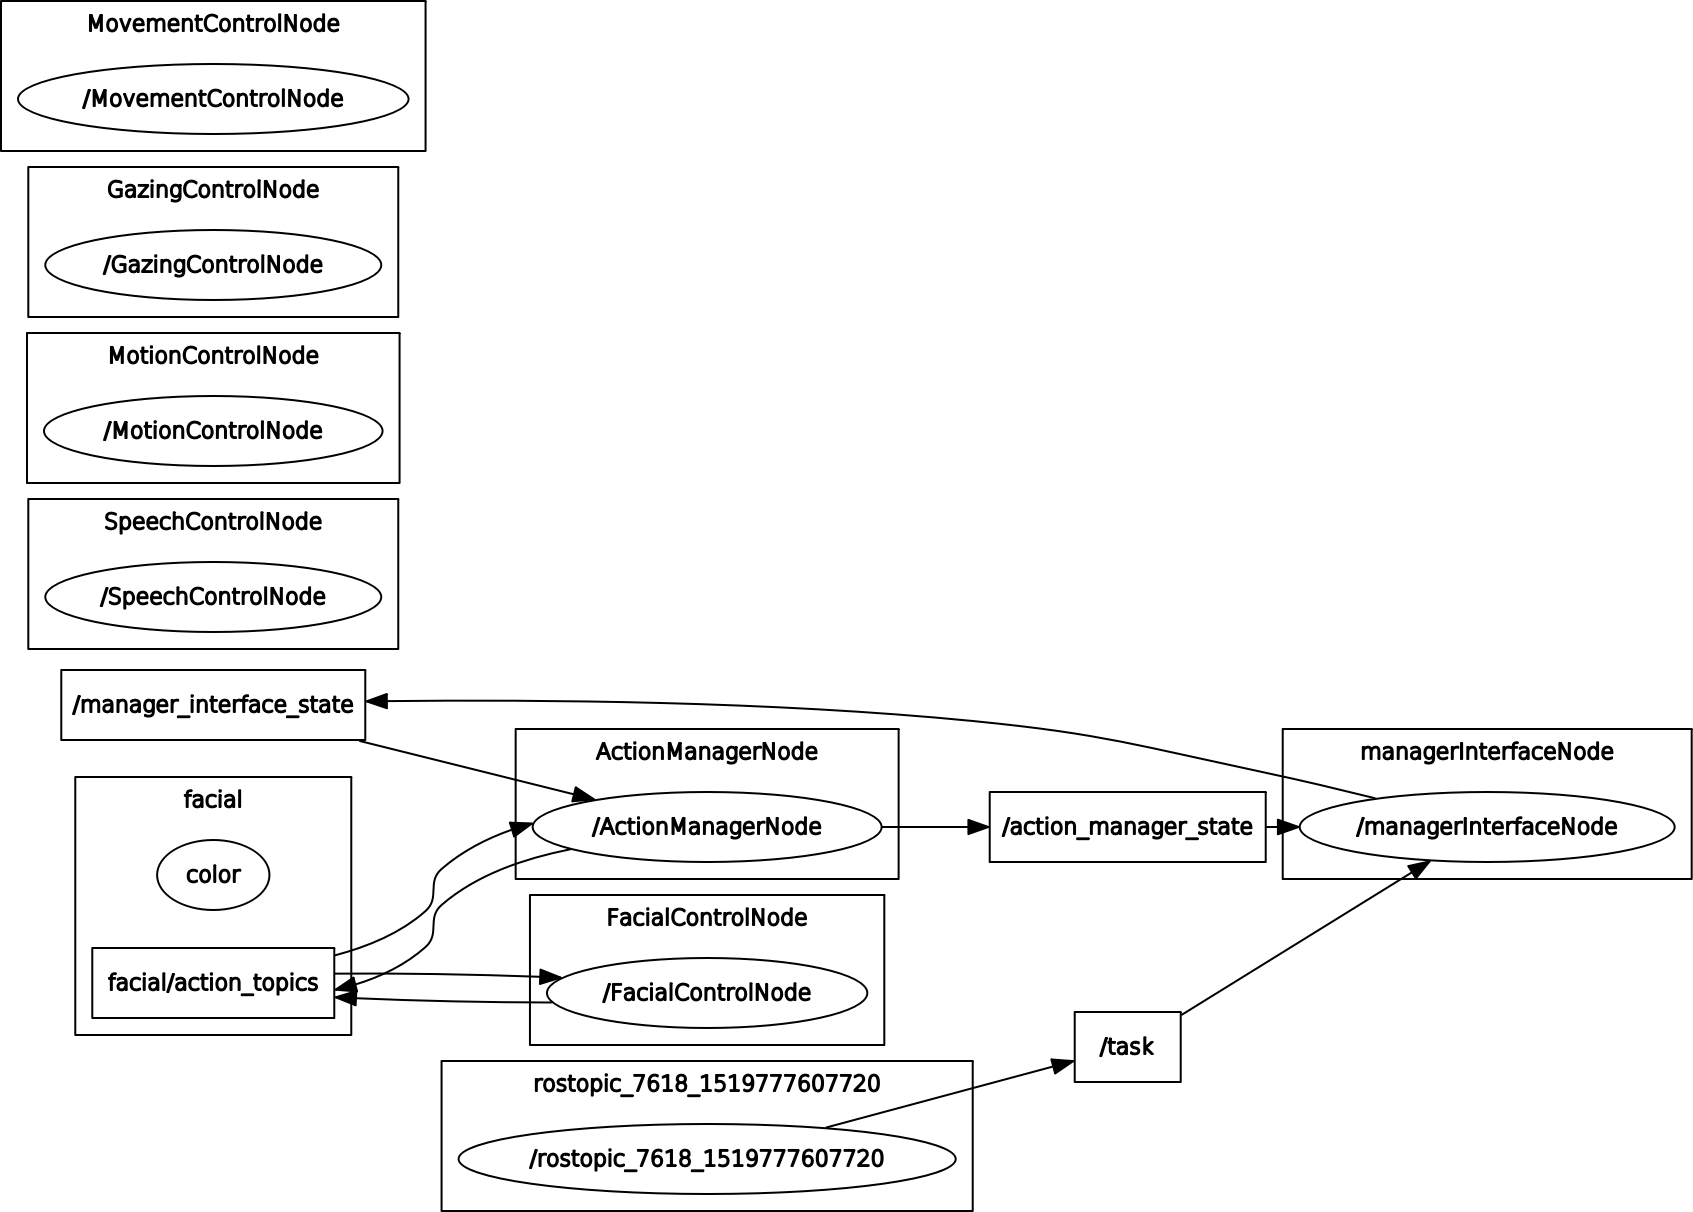 MovementControlNode
/MovementControlNode
GazingControlNode
/GazingControlNode
MotionControlNode
/MotionControlNode
SpeechControlNode
/SpeechControlNode
/manager_interface_state
facial
color
facial/action_topics
ActionManagerNode
/ActionManagerNode
FacialControlNode
/FacialControlNode
rostopic_7618_1519777607720
/rostopic_7618_1519777607720
/action_manager_state
/task
managerInterfaceNode
/managerInterfaceNode